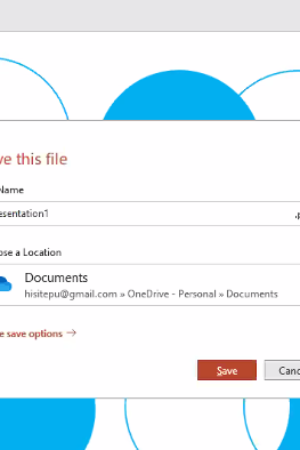 ve this file
Name
esentation1
.p
ose a Location
Documents
hisitepu@gmail.com » OneDrive - Personal » Documents
e save options →
Save
Canc